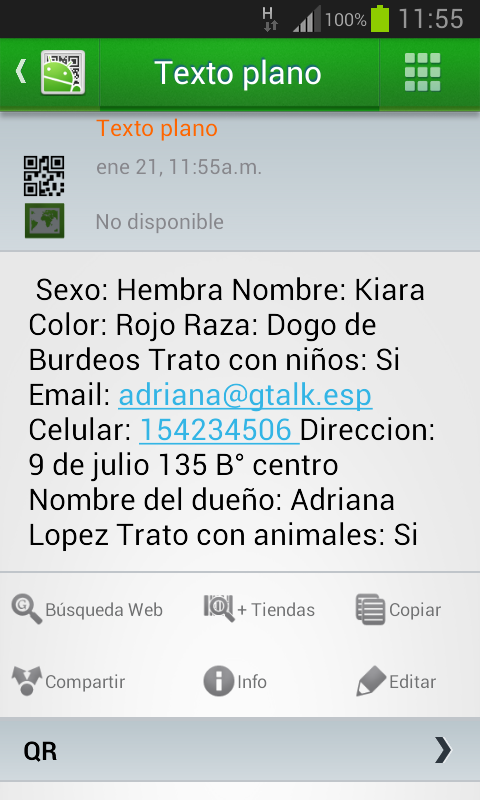 H 100% 11:55
Texto plano
Texto plano
ene 21, 11:55a.m.
No disponible
Sexo: Hembra Nombre: Kiara
Color: Rojo Raza: Dogo de
Burdeos Trato con niños: Si
Email: adriana@gtalk.esp
Celular: 154234506 Direccion:
9 de julio 135 B° centro
Nombre del dueño: Adriana
Lopez Trato con animales: Si
Búsqueda Web + Tiendas Copiar
Compartir Info Editar
QR